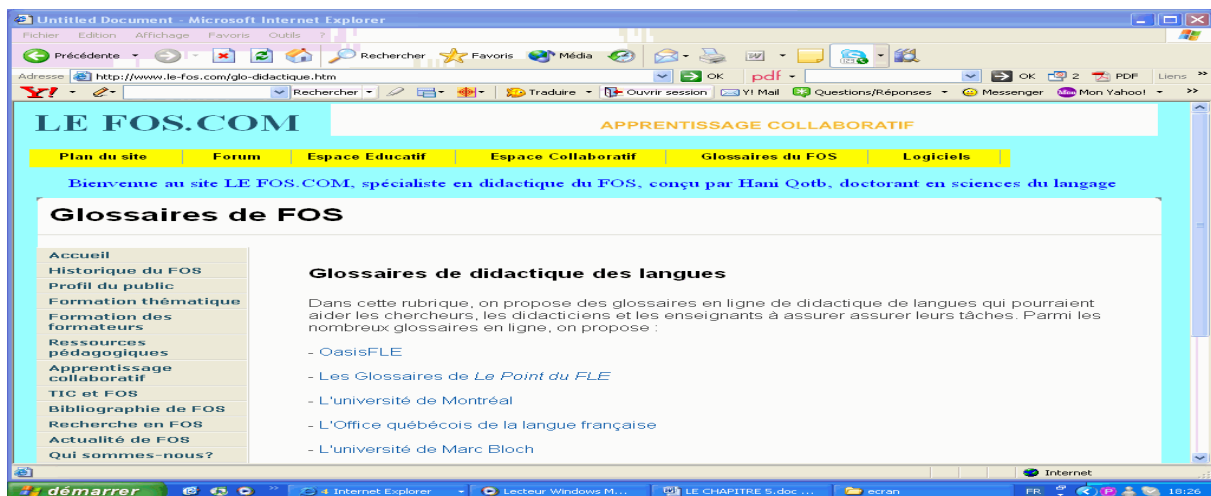 Untitled Document - Microsoft Internet Explorer
Fichier Edition Affichage Favoris Outils ?
Précédente Rechercher Favoris Média
Adresse http://www.le-fos.com/glo-didactique.htm OK pdf - OK 2 PDF Liens »
Y! Rechercher Traduire Ouvrir session Y! Mail Questions/Réponses Messenger Mon Yahoo! »
LE FOS.COM
APPRENTISSAGE COLLABORATIF
Plan du site Forum Espace Educatif Espace Collaboratif Glossaires du FOS Logiciels
Bienvenue au site LE FOS.COM, spécialiste en didactique du FOS, conçu par Hani Qotb, doctorant en sciences du langage
Glossaires de FOS
Accueil
Historique du FOS
Profil du public
Formation thématique
Formation des
formateurs
Ressources
pédagogiques
Apprentissage
collaboratif
TIC et FOS
Bibliographie de FOS
Recherche en FOS
Actualité de FOS
Qui sommes-nous?
Glossaires de didactique des langues
Dans cette rubrique, on propose des glossaires en ligne de didactique de langues qui pourraient
aider les chercheurs, les didacticiens et les enseignants à assurer assurer leurs tâches. Parmi les
nombreux glossaires en ligne, on propose :
- OasisFLE
- Les Glossaires de Le Point du FLE
- L'université de Montréal
- L'Office québécois de la langue française
- L'université de Marc Bloch
Internet
démarrer » 4 Internet Explorer Lecteur Windows M... LE CHAPITRE 5.doc ... ecran FR 18:26